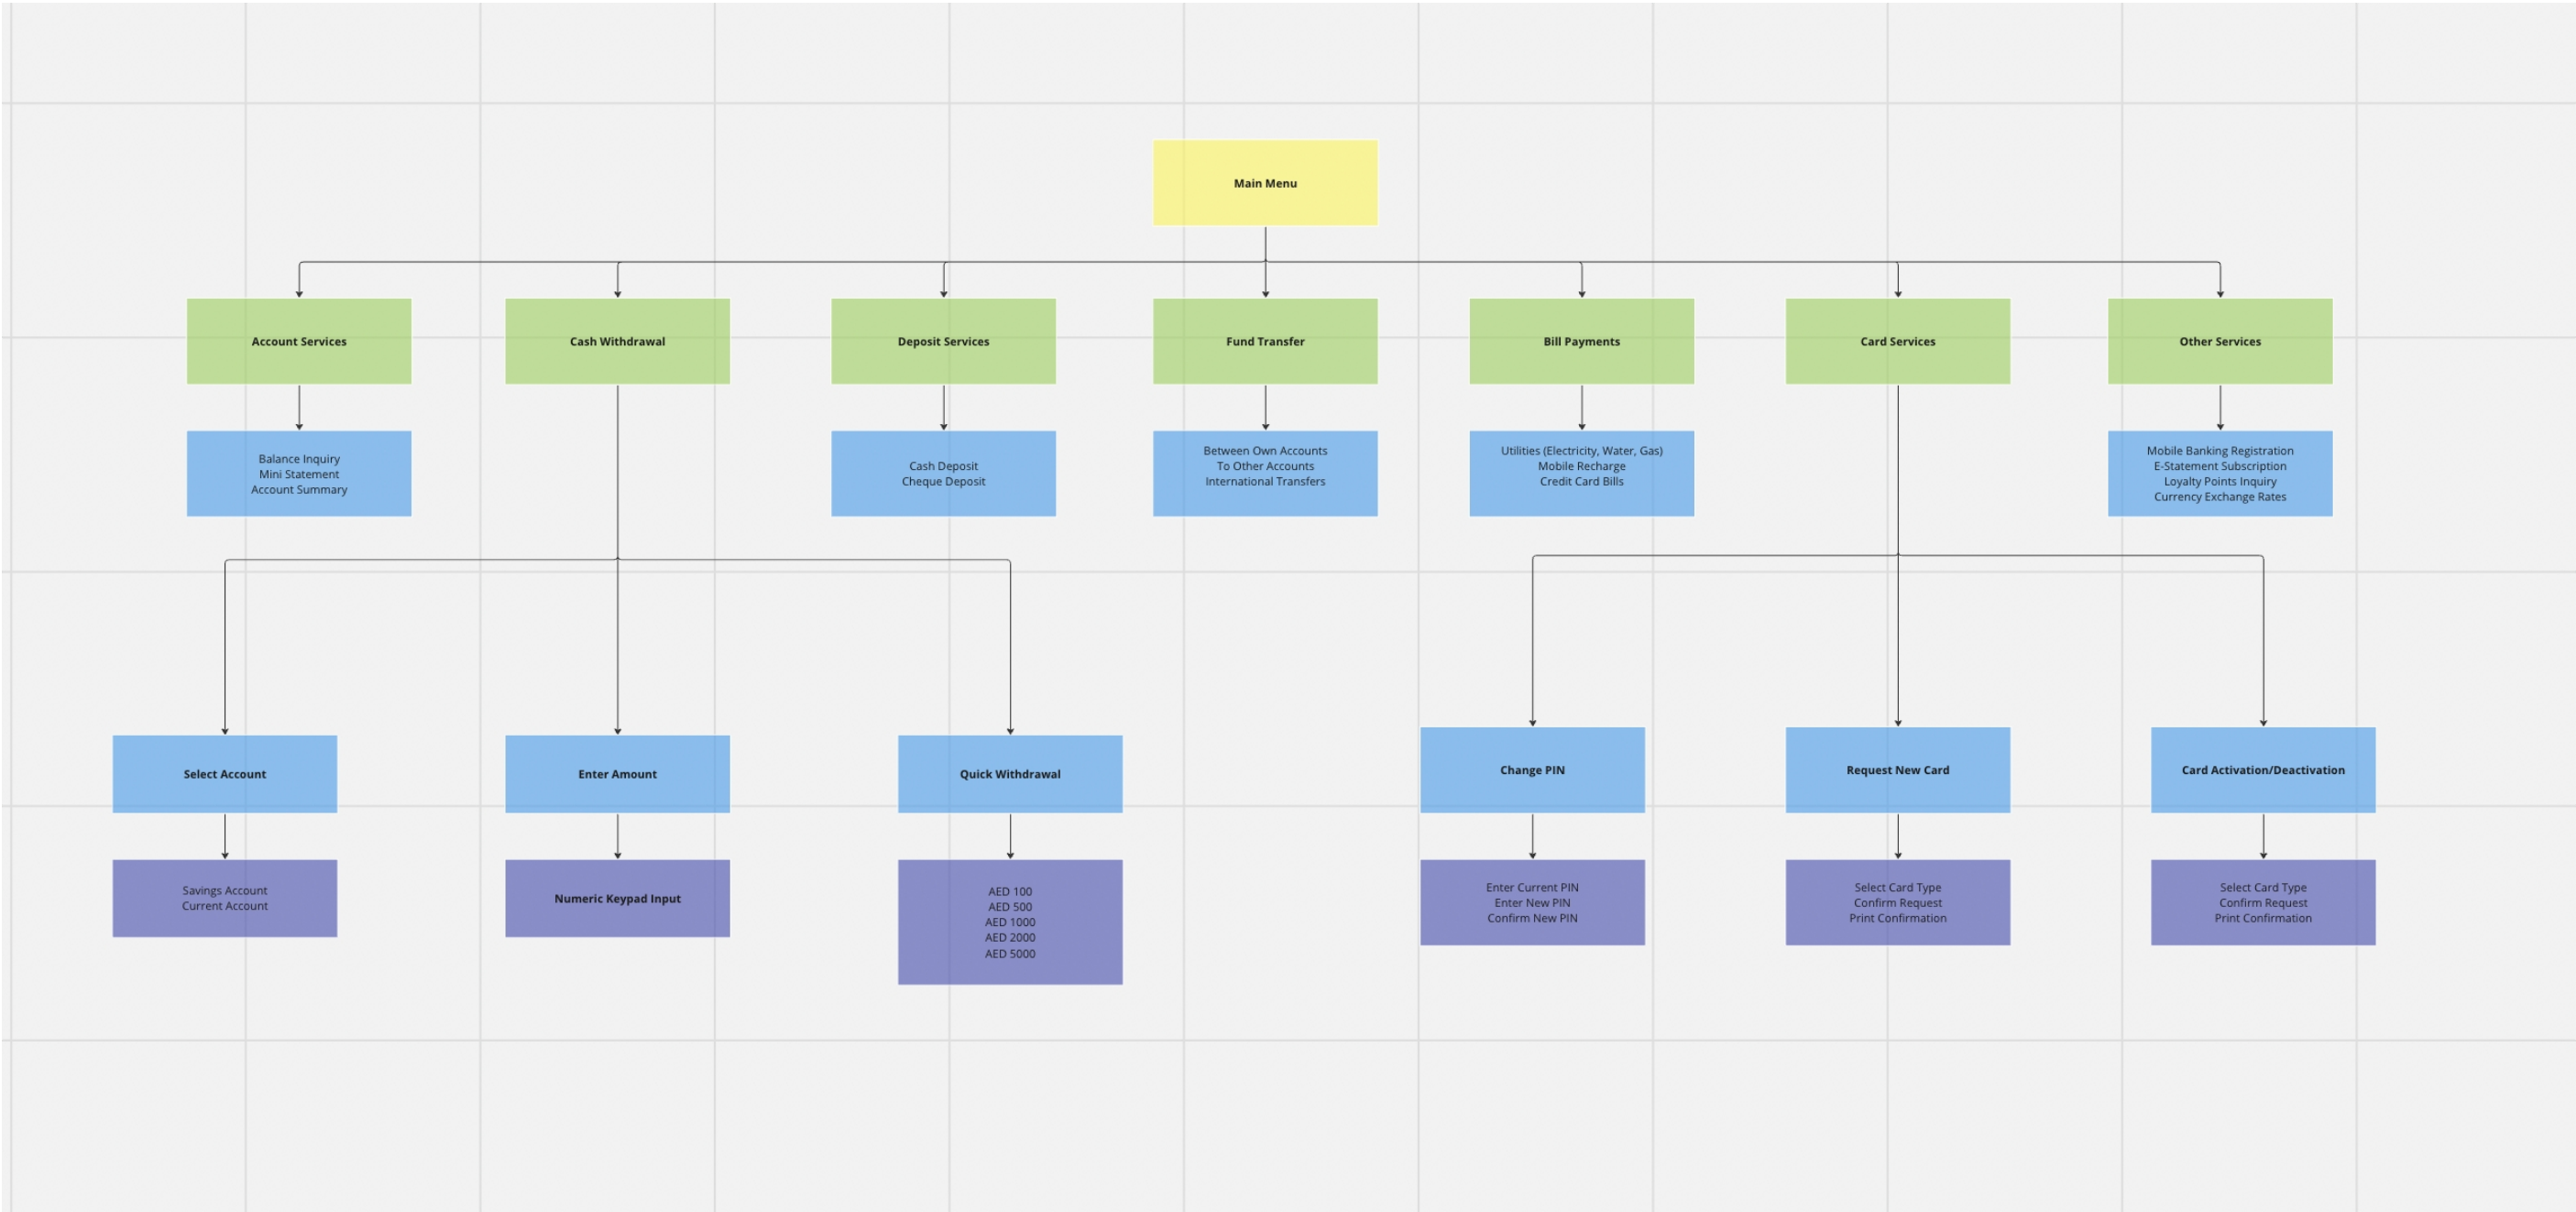 Main Menu
Account Services
Cash Withdrawal
Deposit Services
Fund Transfer
Bill Payments
Card Services
Other Services
Balance Inquiry
Mini Statement
Account Summary
Cash Deposit
Cheque Deposit
Between Own Accounts
To Other Accounts
International Transfers
Utilities (Electricity, Water, Gas)
Mobile Recharge
Credit Card Bills
Mobile Banking Registration
E-Statement Subscription
Loyalty Points Inquiry
Currency Exchange Rates
Select Account
Enter Amount
Quick Withdrawal
Change PIN
Request New Card
Card Activation/Deactivation
Savings Account
Current Account
Numeric Keypad Input
AED 100
AED 500
AED 1000
AED 2000
AED 5000
Enter Current PIN
Enter New PIN
Confirm New PIN
Select Card Type
Confirm Request
Print Confirmation
Select Card Type
Confirm Request
Print Confirmation